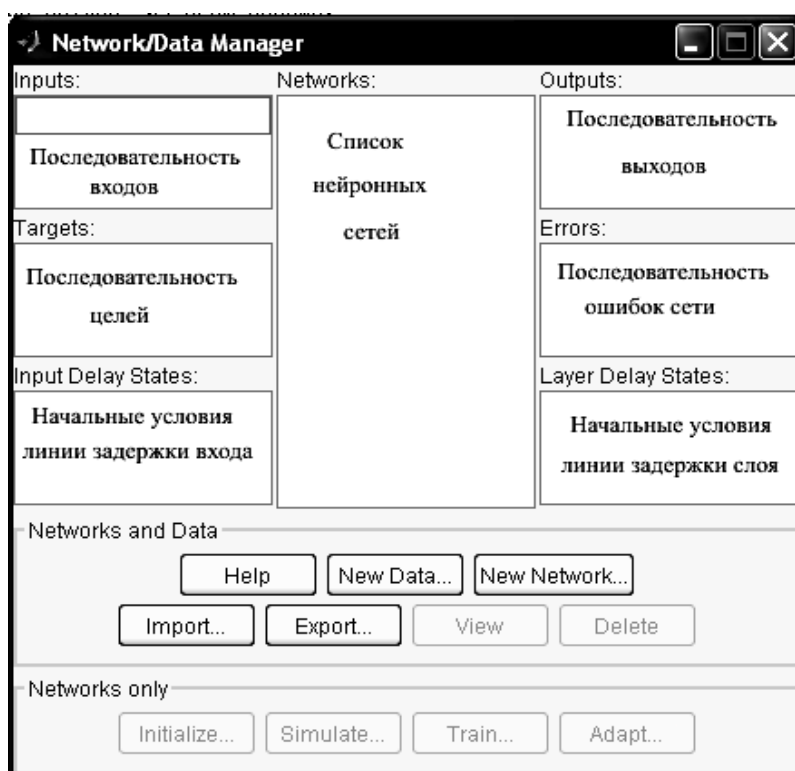 Network/Data Manager
Inputs:
Networks:
Outputs:
Последовательность
входов
Список
нейронных
сетей
Последовательность
выходов
Targets:
Errors:
Последовательность
целей
Последовательность
ошибок сети
Input Delay States:
Layer Delay States:
Начальные условия
линии задержки входа
Начальные условия
линии задержки слоя
Networks and Data
Help New Data... New Network...
Import... Export... View Delete
Networks only
Initialize... Simulate... Train... Adapt...